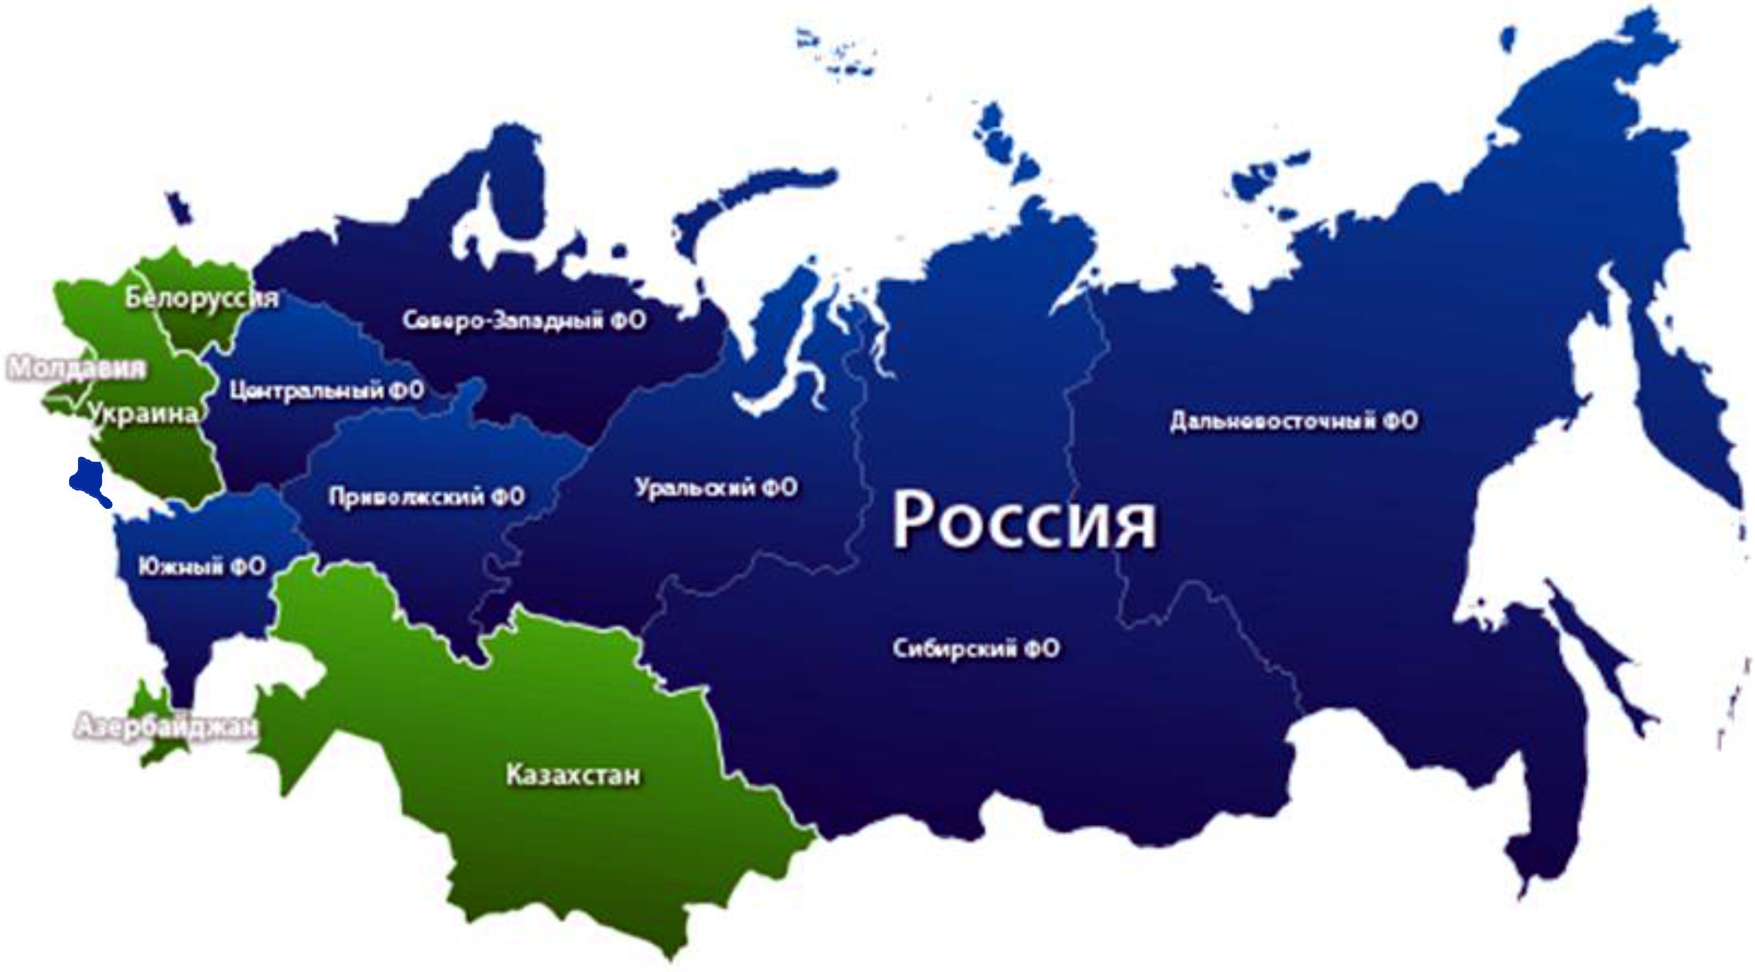 Белоруссия
Северо-Западный ФО
Молдавия
Центральный ФО
Украина
Дальневосточный ФО
Приволжский ФО
Уральский ФО
Россия
Южный ФО
Сибирский ФО
Азербайджан
Казахстан